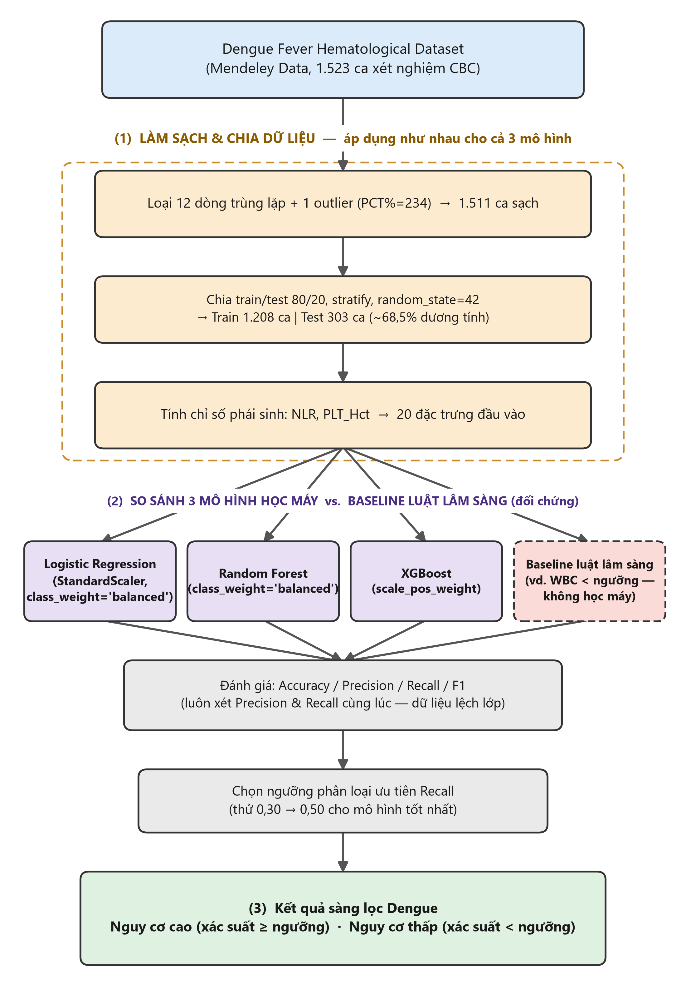 Dengue Fever Hematological Dataset
(Mendeley Data, 1.523 ca xét nghiệm CBC)
(1) LÀM SẠCH & CHIA DỮ LIỆU — áp dụng như nhau cho cả 3 mô hình
Loại 12 dòng trùng lặp + 1 outlier (PCT%=234) → 1.511 ca sạch
Chia train/test 80/20, stratify, random_state=42
→ Train 1.208 ca | Test 303 ca (~68,5% dương tính)
Tính chỉ số phái sinh: NLR, PLT_Hct → 20 đặc trưng đầu vào
(2) SO SÁNH 3 MÔ HÌNH HỌC MÁY vs. BASELINE LUẬT LÂM SÀNG (đối chứng)
Logistic Regression
(StandardScaler,
class_weight='balanced')
Random Forest
(class_weight='balanced')
XGBoost
(scale_pos_weight)
Baseline luật lâm sàng
(vd. WBC < ngưỡng —
không học máy)
Đánh giá: Accuracy / Precision / Recall / F1
(luôn xét Precision & Recall cùng lúc — dữ liệu lệch lớp)
Chọn ngưỡng phân loại ưu tiên Recall
(thử 0,30 → 0,50 cho mô hình tốt nhất)
(3) Kết quả sàng lọc Dengue
Nguy cơ cao (xác suất ≥ ngưỡng) · Nguy cơ thấp (xác suất < ngưỡng)